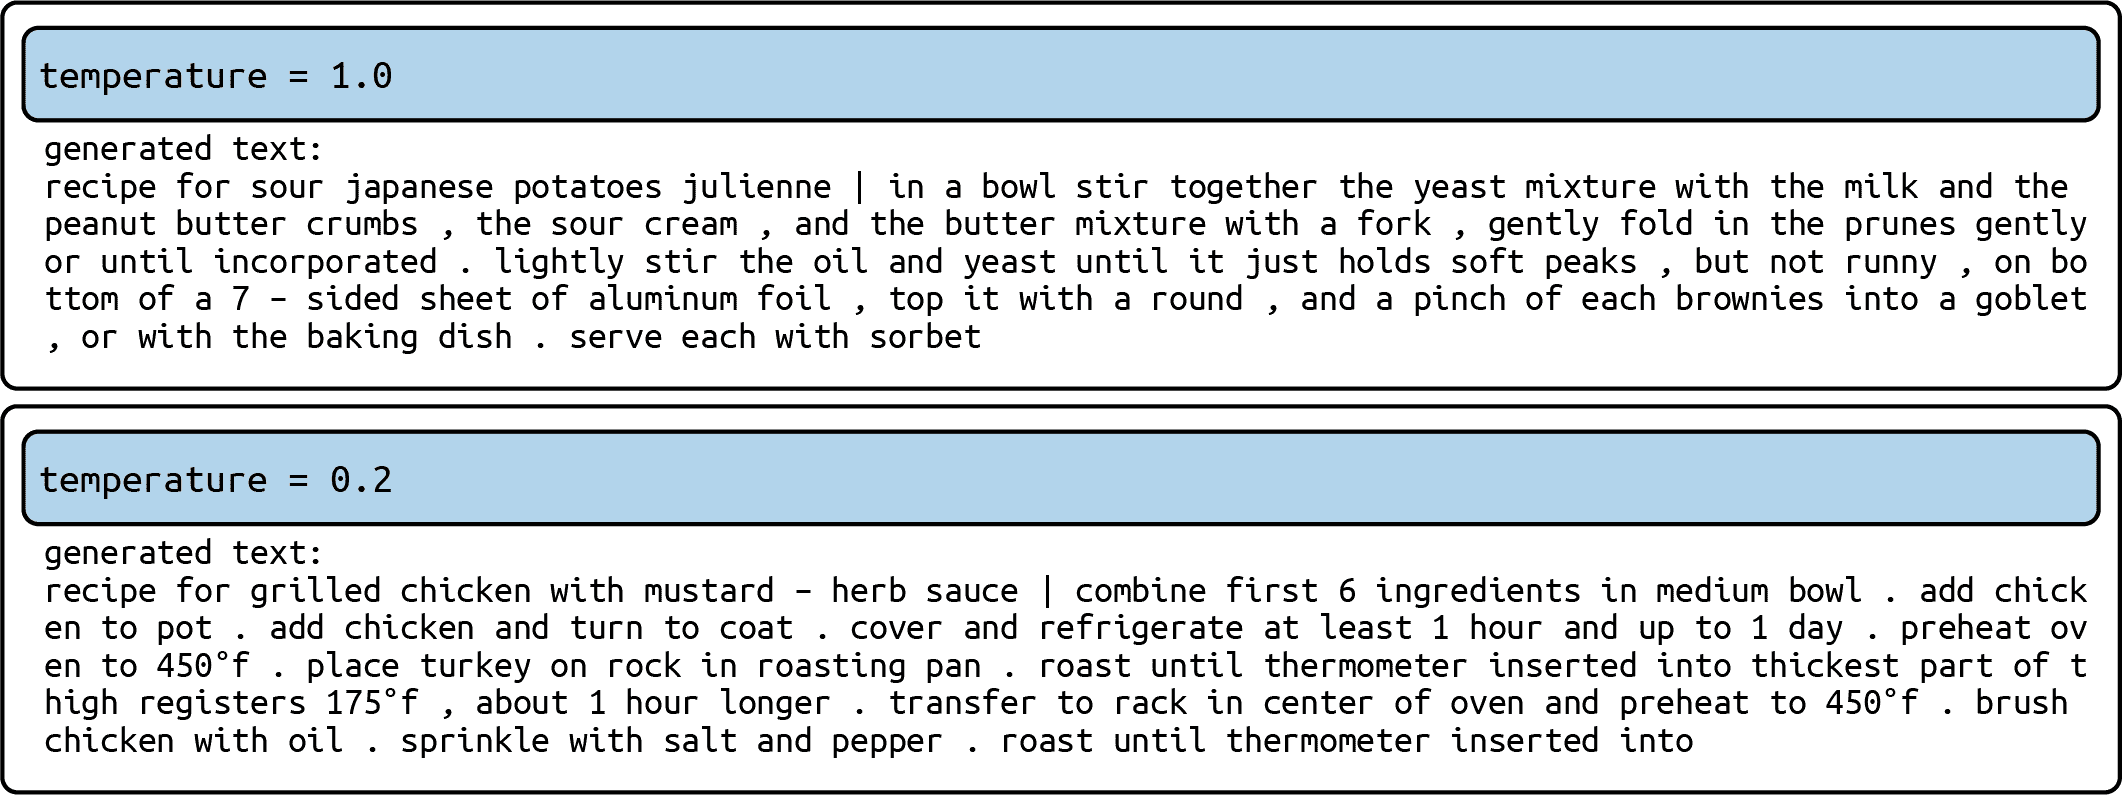 temperature = 1.0
generated text:
recipe for sour japanese potatoes julienne | in a bowl stir together the yeast mixture with the milk and the
peanut butter crumbs , the sour cream , and the butter mixture with a fork , gently fold in the prunes gently
or until incorporated . lightly stir the oil and yeast until it just holds soft peaks , but not runny , on bo
ttom of a 7 – sided sheet of aluminum foil , top it with a round , and a pinch of each brownies into a goblet
, or with the baking dish . serve each with sorbet
temperature = 0.2
generated text:
recipe for grilled chicken with mustard – herb sauce | combine first 6 ingredients in medium bowl . add chick
en to pot . add chicken and turn to coat . cover and refrigerate at least 1 hour and up to 1 day . preheat ov
en to 450°f . place turkey on rock in roasting pan . roast until thermometer inserted into thickest part of t
high registers 175°f , about 1 hour longer . transfer to rack in center of oven and preheat to 450°f . brush
chicken with oil . sprinkle with salt and pepper . roast until thermometer inserted into